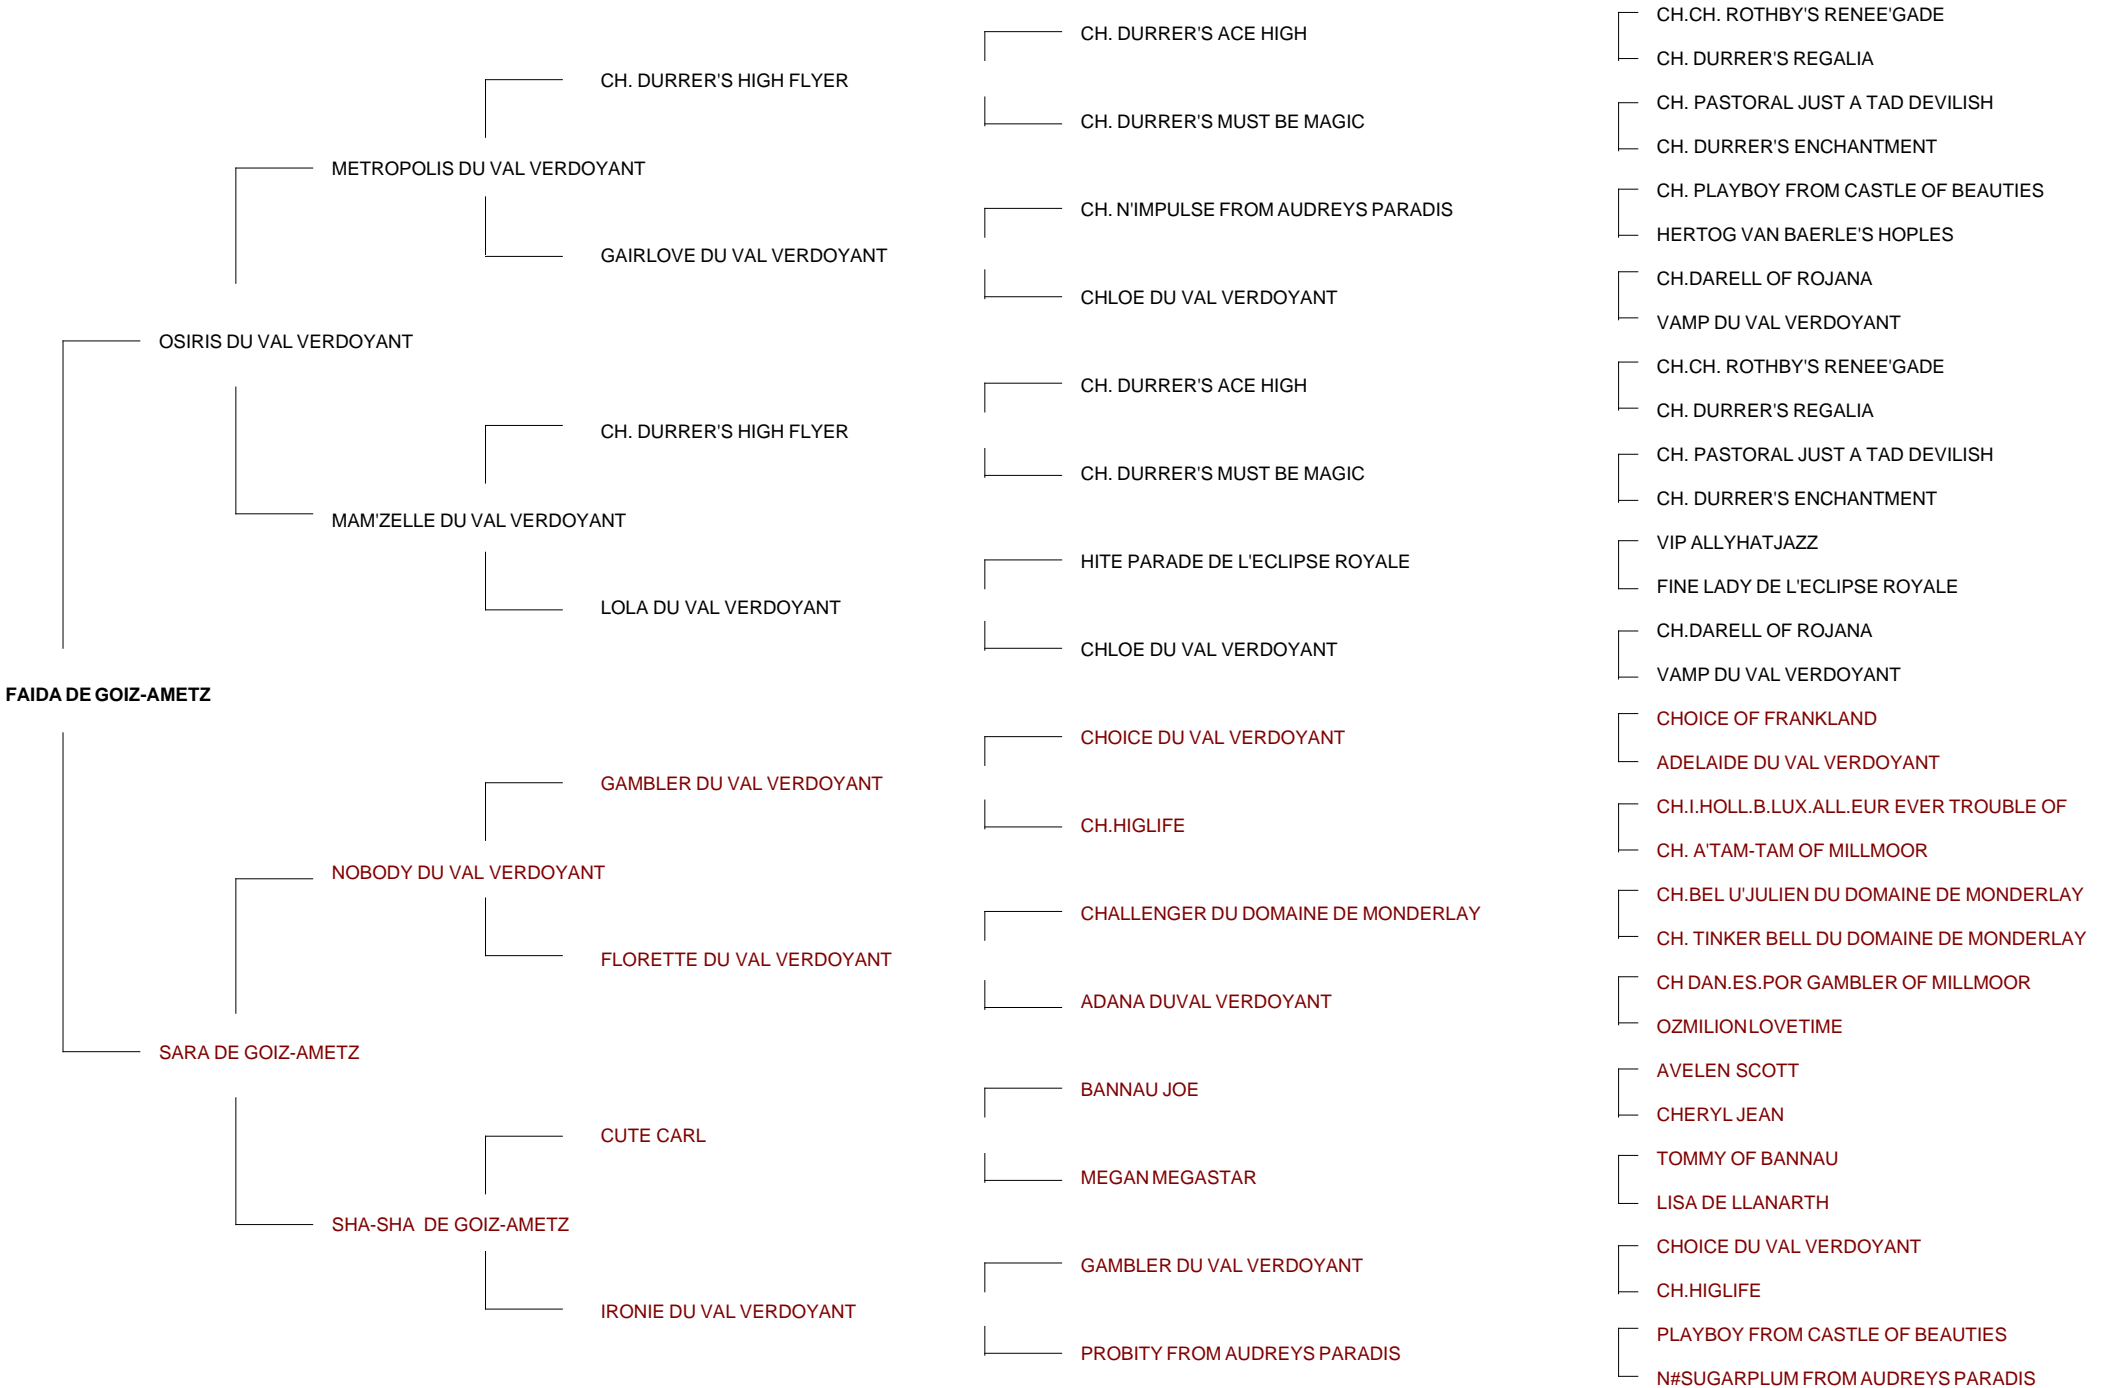 CH.CH. ROTHBY'S RENEE'GADE
CH. DURRER'S ACE HIGH
CH. DURRER'S REGALIA
CH. DURRER'S HIGH FLYER
CH. PASTORAL JUST A TAD DEVILISH
CH. DURRER'S MUST BE MAGIC
CH. DURRER'S ENCHANTMENT
METROPOLIS DU VAL VERDOYANT
CH. PLAYBOY FROM CASTLE OF BEAUTIES
CH. N'IMPULSE FROM AUDREYS PARADIS
HERTOG VAN BAERLE'S HOPLES
GAIRLOVE DU VAL VERDOYANT
CH.DARELL OF ROJANA
CHLOE DU VAL VERDOYANT
VAMP DU VAL VERDOYANT
OSIRIS DU VAL VERDOYANT
CH.CH. ROTHBY'S RENEE'GADE
CH. DURRER'S ACE HIGH
CH. DURRER'S REGALIA
CH. DURRER'S HIGH FLYER
CH. PASTORAL JUST A TAD DEVILISH
CH. DURRER'S MUST BE MAGIC
CH. DURRER'S ENCHANTMENT
MAM'ZELLE DU VAL VERDOYANT
VIP ALLYHATJAZZ
HITE PARADE DE L'ECLIPSE ROYALE
FINE LADY DE L'ECLIPSE ROYALE
LOLA DU VAL VERDOYANT
CH.DARELL OF ROJANA
CHLOE DU VAL VERDOYANT
VAMP DU VAL VERDOYANT
FAIDA DE GOIZ-AMETZ
CHOICE OF FRANKLAND
CHOICE DU VAL VERDOYANT
ADELAIDE DU VAL VERDOYANT
GAMBLER DU VAL VERDOYANT
CH.I.HOLL.B.LUX.ALL.EUR EVER TROUBLE OF
CH.HIGLIFE
CH. A'TAM-TAM OF MILLMOOR
NOBODY DU VAL VERDOYANT
CH.BEL U'JULIEN DU DOMAINE DE MONDERLAY
CHALLENGER DU DOMAINE DE MONDERLAY
CH. TINKER BELL DU DOMAINE DE MONDERLAY
FLORETTE DU VAL VERDOYANT
CH DAN.ES.POR GAMBLER OF MILLMOOR
ADANA DUVAL VERDOYANT
OZMILION LOVETIME
SARA DE GOIZ-AMETZ
AVELEN SCOTT
BANNAU JOE
CHERYL JEAN
CUTE CARL
TOMMY OF BANNAU
MEGAN MEGASTAR
LISA DE LLANARTH
SHA-SHA DE GOIZ-AMETZ
CHOICE DU VAL VERDOYANT
GAMBLER DU VAL VERDOYANT
CH.HIGLIFE
IRONIE DU VAL VERDOYANT
PLAYBOY FROM CASTLE OF BEAUTIES
PROBITY FROM AUDREYS PARADIS
N#SUGARPLUM FROM AUDREYS PARADIS